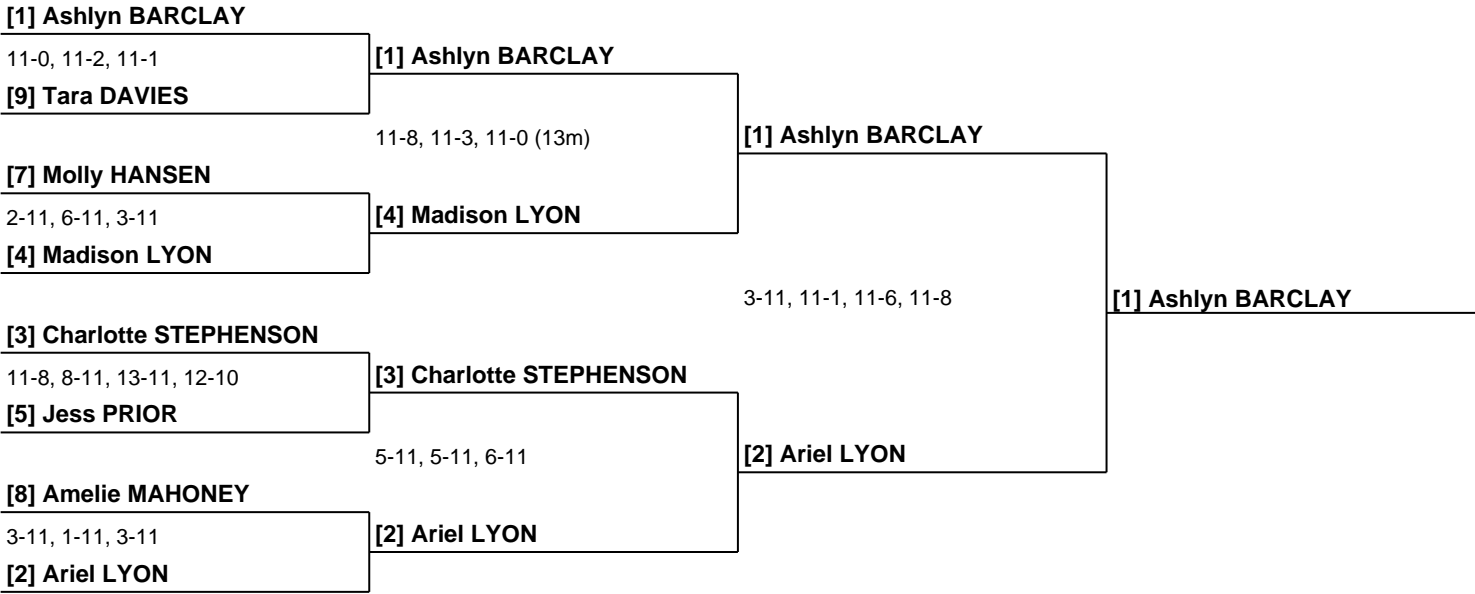 [1] Ashlyn BARCLAY
11-0, 11-2, 11-1
[9] Tara DAVIES
[7] Molly HANSEN
2-11, 6-11, 3-11
[4] Madison LYON
[3] Charlotte STEPHENSON
11-8, 8-11, 13-11, 12-10
[5] Jess PRIOR
[8] Amelie MAHONEY
3-11, 1-11, 3-11
[2] Ariel LYON
[1] Ashlyn BARCLAY
11-8, 11-3, 11-0 (13m)
[4] Madison LYON
[3] Charlotte STEPHENSON
5-11, 5-11, 6-11
[2] Ariel LYON
[1] Ashlyn BARCLAY
3-11, 11-1, 11-6, 11-8
[2] Ariel LYON
[1] Ashlyn BARCLAY